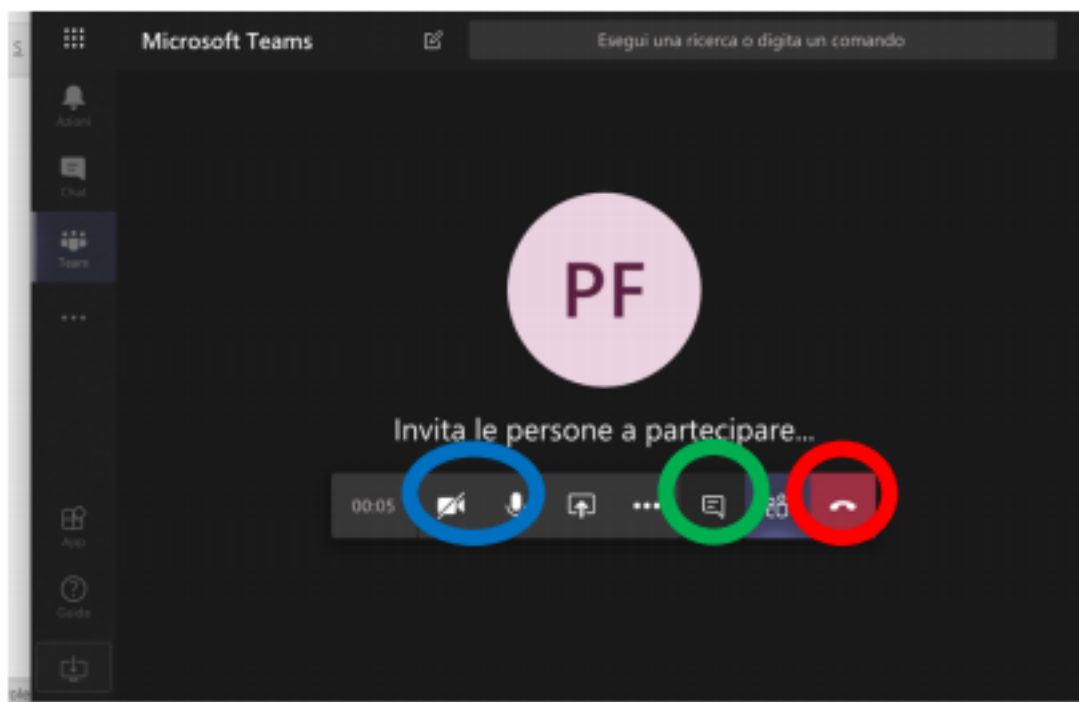 Microsoft Teams
Esegui una ricerca o digita un comando
Azioni
Chat
Team
PF
Invita le persone a partecipare...
00:05
App
Guida